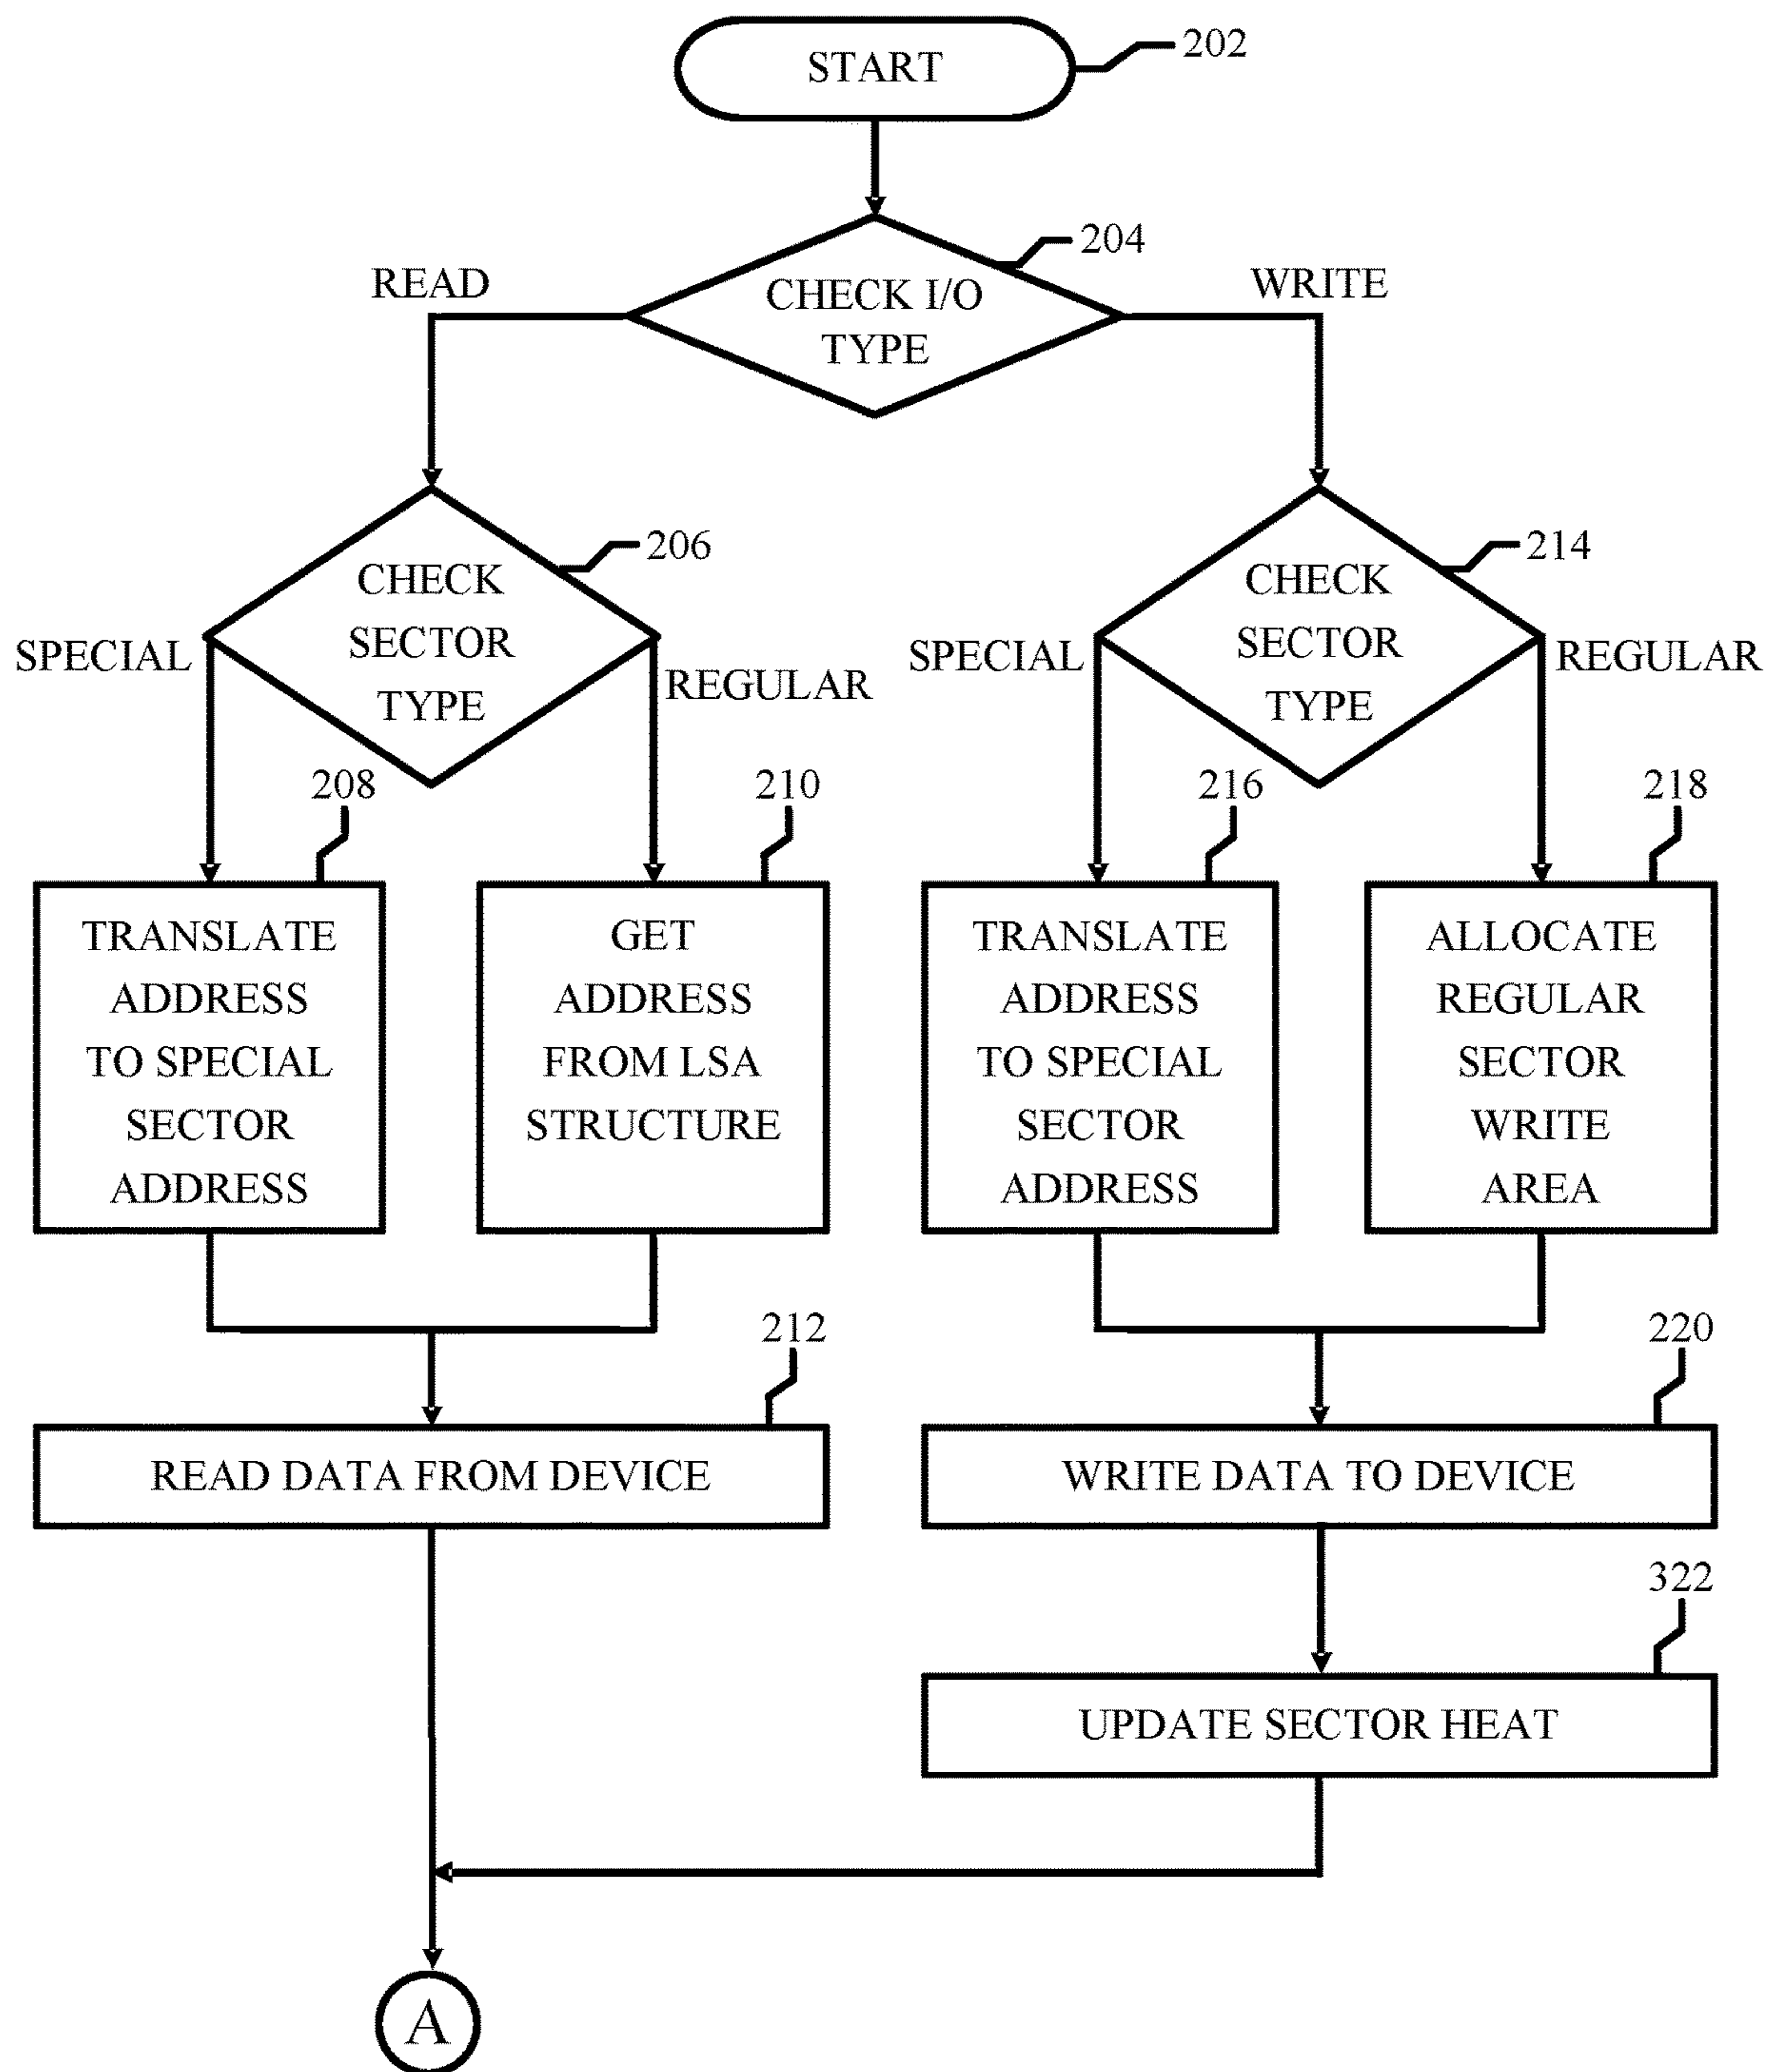 START
202
204
READ
CHECK I/O
TYPE
WRITE
206
CHECK
SECTOR
TYPE
SPECIAL
REGULAR
214
CHECK
SECTOR
TYPE
SPECIAL
REGULAR
208
210
216
218
TRANSLATE
ADDRESS
TO SPECIAL
SECTOR
ADDRESS
GET
ADDRESS
FROM LSA
STRUCTURE
TRANSLATE
ADDRESS
TO SPECIAL
SECTOR
ADDRESS
ALLOCATE
REGULAR
SECTOR
WRITE
AREA
212
220
READ DATA FROM DEVICE
WRITE DATA TO DEVICE
322
UPDATE SECTOR HEAT
A